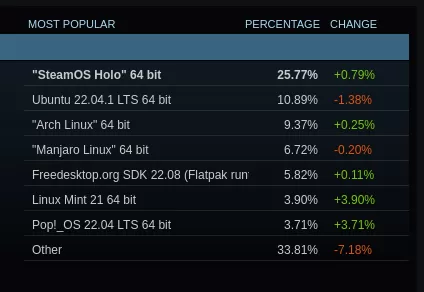 MOST POPULAR PERCENTAGE CHANGE
"SteamOS Holo" 64 bit 25.77% +0.79%
Ubuntu 22.04.1 LTS 64 bit 10.89% -1.38%
"Arch Linux" 64 bit 9.37% +0.25%
"Manjaro Linux" 64 bit 6.72% -0.20%
Freedesktop.org SDK 22.08 (Flatpak run 5.82% +0.11%
Linux Mint 21 64 bit 3.90% +3.90%
Pop!_OS 22.04 LTS 64 bit 3.71% +3.71%
Other 33.81% -7.18%